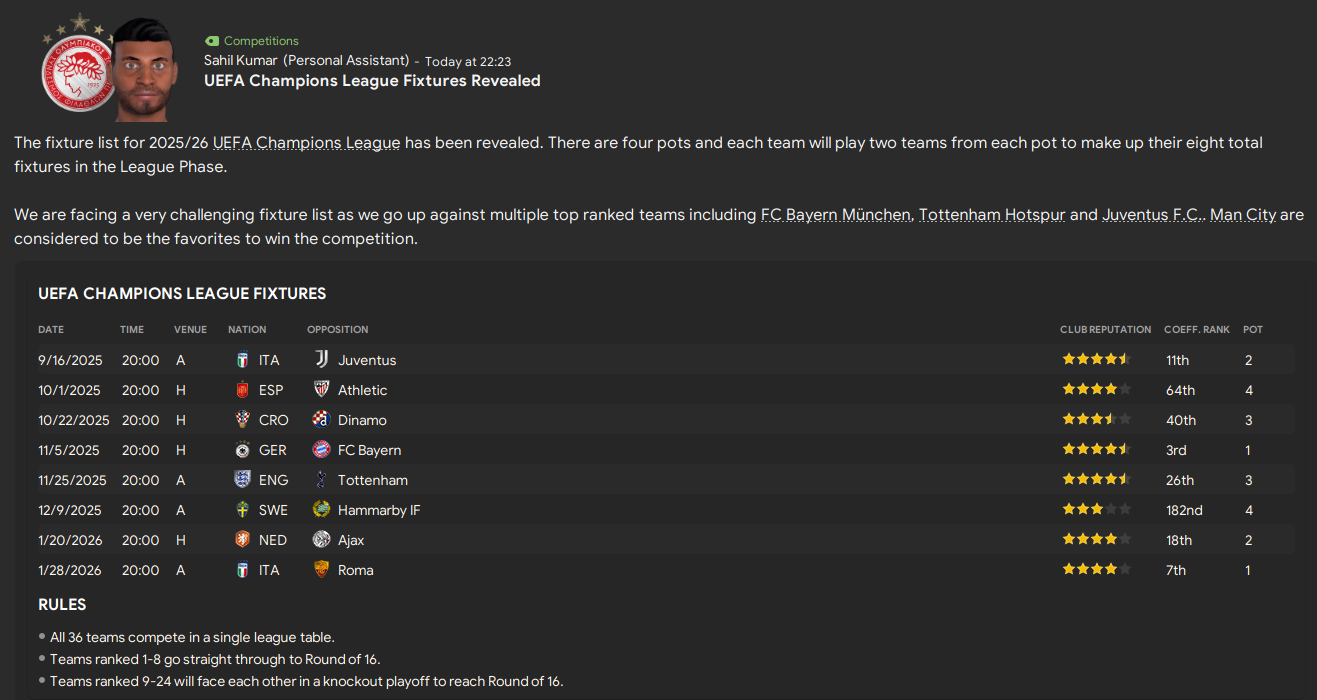 Competitions
Sahil Kumar (Personal Assistant) - Today at 22:23
UEFA Champions League Fixtures Revealed
The fixture list for 2025/26 UEFA Champions League has been revealed. There are four pots and each team will play two teams from each pot to make up their eight total
fixtures in the League Phase.
We are facing a very challenging fixture list as we go up against multiple top ranked teams including FC Bayern München, Tottenham Hotspur and Juventus F.C.. Man City are
considered to be the favorites to win the competition.
UEFA CHAMPIONS LEAGUE FIXTURES
DATE TIME VENUE NATION OPPOSITION CLUB REPUTATION COEFF. RANK POT
9/16/2025 20:00 A ITA Juventus 11th 2
10/1/2025 20:00 H ESP Athletic 64th 4
10/22/2025 20:00 H CRO Dinamo 40th 3
11/5/2025 20:00 H GER FC Bayern 3rd 1
11/25/2025 20:00 A ENG Tottenham 26th 3
12/9/2025 20:00 A SWE Hammarby IF 182nd 4
1/20/2026 20:00 H NED Ajax 18th 2
1/28/2026 20:00 A ITA Roma 7th 1
RULES
All 36 teams compete in a single league table.
Teams ranked 1-8 go straight through to Round of 16.
Teams ranked 9-24 will face each other in a knockout playoff to reach Round of 16.